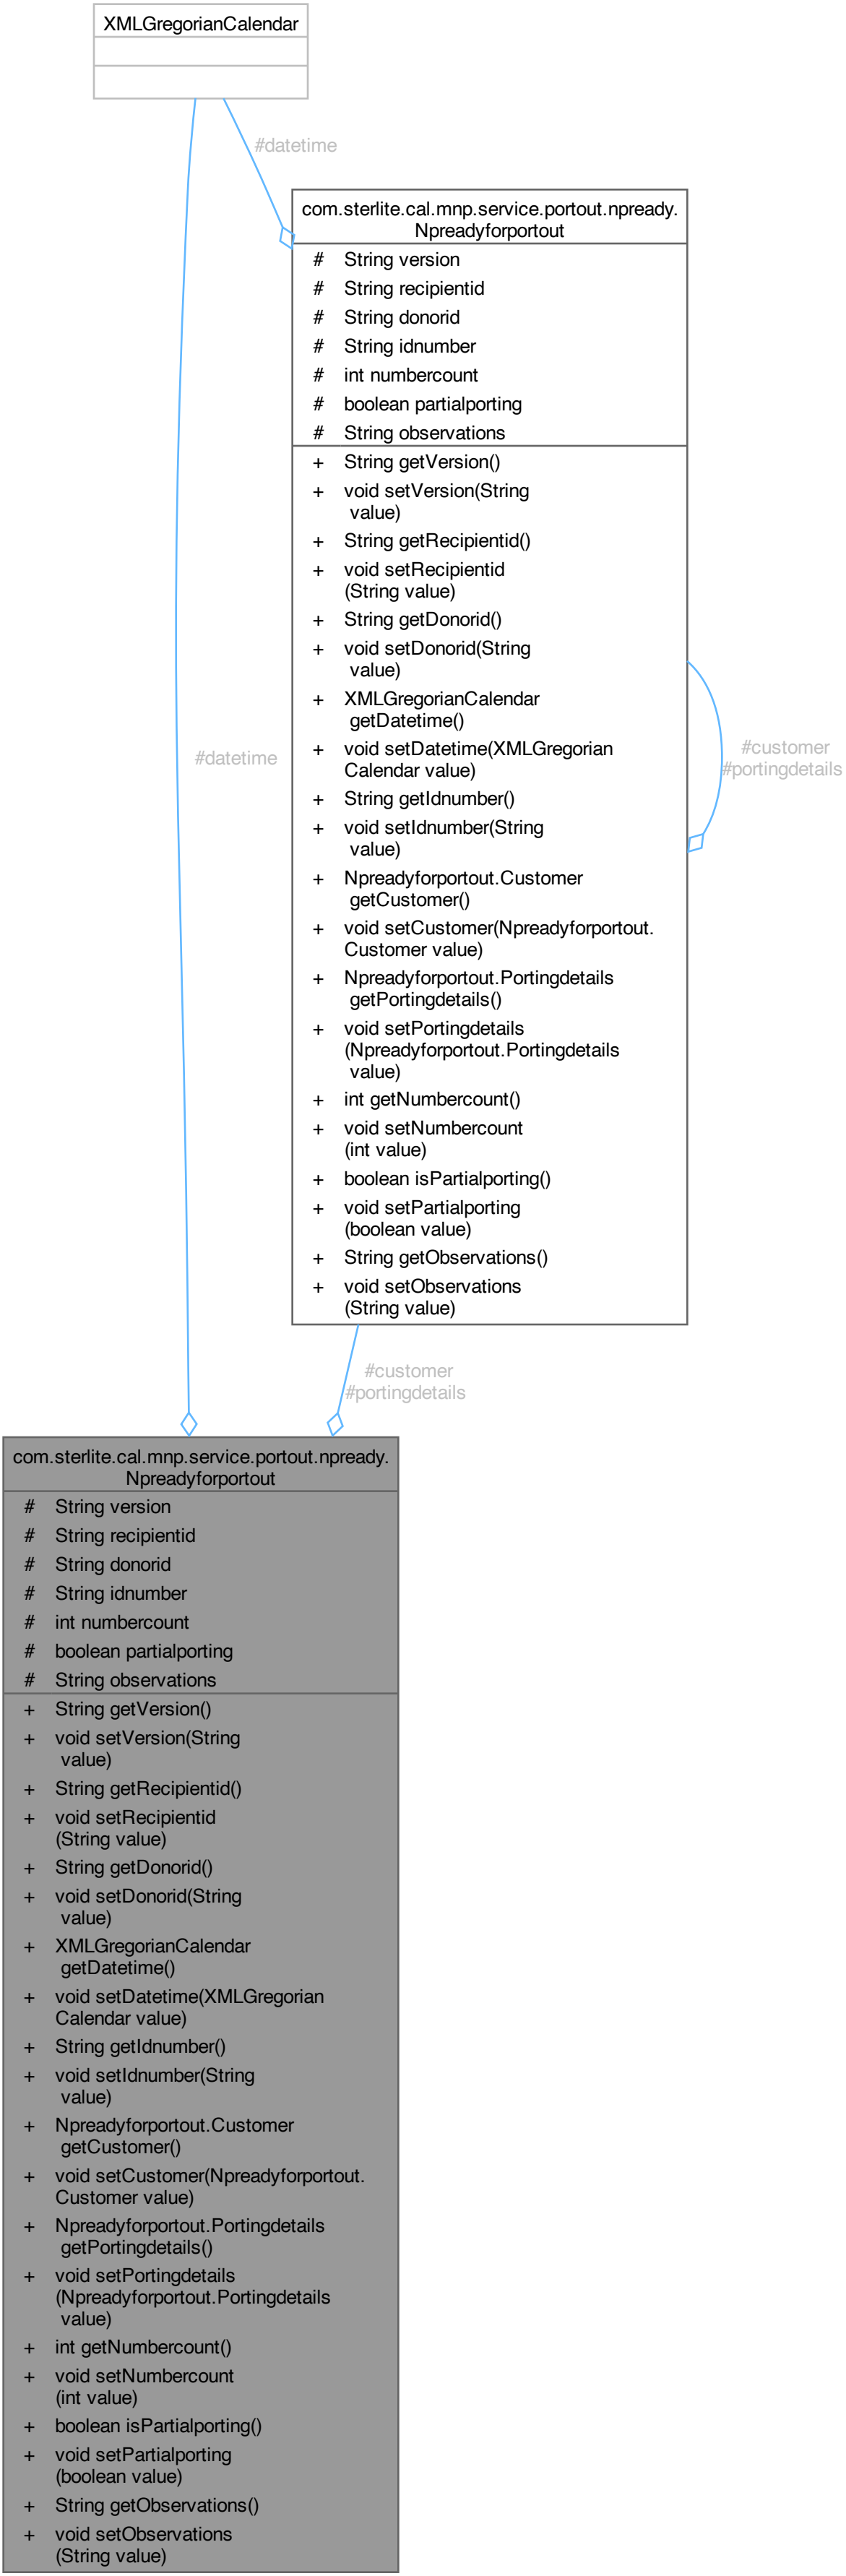 XMLGregorianCalendar
#datetime
com.sterlite.cal.mnp.service.portout.npready.
Npreadyforportout
# String version
# String recipientid
# String donorid
# String idnumber
# int numbercount
# boolean partialporting
# String observations
+ String getVersion()
+ void setVersion(String
value)
+ String getRecipientid()
+ void setRecipientid
(String value)
+ String getDonorid()
+ void setDonorid(String
value)
+ XMLGregorianCalendar
getDatetime()
+ void setDatetime(XMLGregorian
Calendar value)
+ String getIdnumber()
+ void setIdnumber(String
value)
+ Npreadyforportout.Customer
getCustomer()
+ void setCustomer(Npreadyforportout.
Customer value)
+ Npreadyforportout.Portingdetails
getPortingdetails()
+ void setPortingdetails
(Npreadyforportout.Portingdetails
value)
+ int getNumbercount()
+ void setNumbercount
(int value)
+ boolean isPartialporting()
+ void setPartialporting
(boolean value)
+ String getObservations()
+ void setObservations
(String value)
#datetime
#customer
#portingdetails
#customer
#portingdetails
com.sterlite.cal.mnp.service.portout.npready.
Npreadyforportout
# String version
# String recipientid
# String donorid
# String idnumber
# int numbercount
# boolean partialporting
# String observations
+ String getVersion()
+ void setVersion(String
value)
+ String getRecipientid()
+ void setRecipientid
(String value)
+ String getDonorid()
+ void setDonorid(String
value)
+ XMLGregorianCalendar
getDatetime()
+ void setDatetime(XMLGregorian
Calendar value)
+ String getIdnumber()
+ void setIdnumber(String
value)
+ Npreadyforportout.Customer
getCustomer()
+ void setCustomer(Npreadyforportout.
Customer value)
+ Npreadyforportout.Portingdetails
getPortingdetails()
+ void setPortingdetails
(Npreadyforportout.Portingdetails
value)
+ int getNumbercount()
+ void setNumbercount
(int value)
+ boolean isPartialporting()
+ void setPartialporting
(boolean value)
+ String getObservations()
+ void setObservations
(String value)